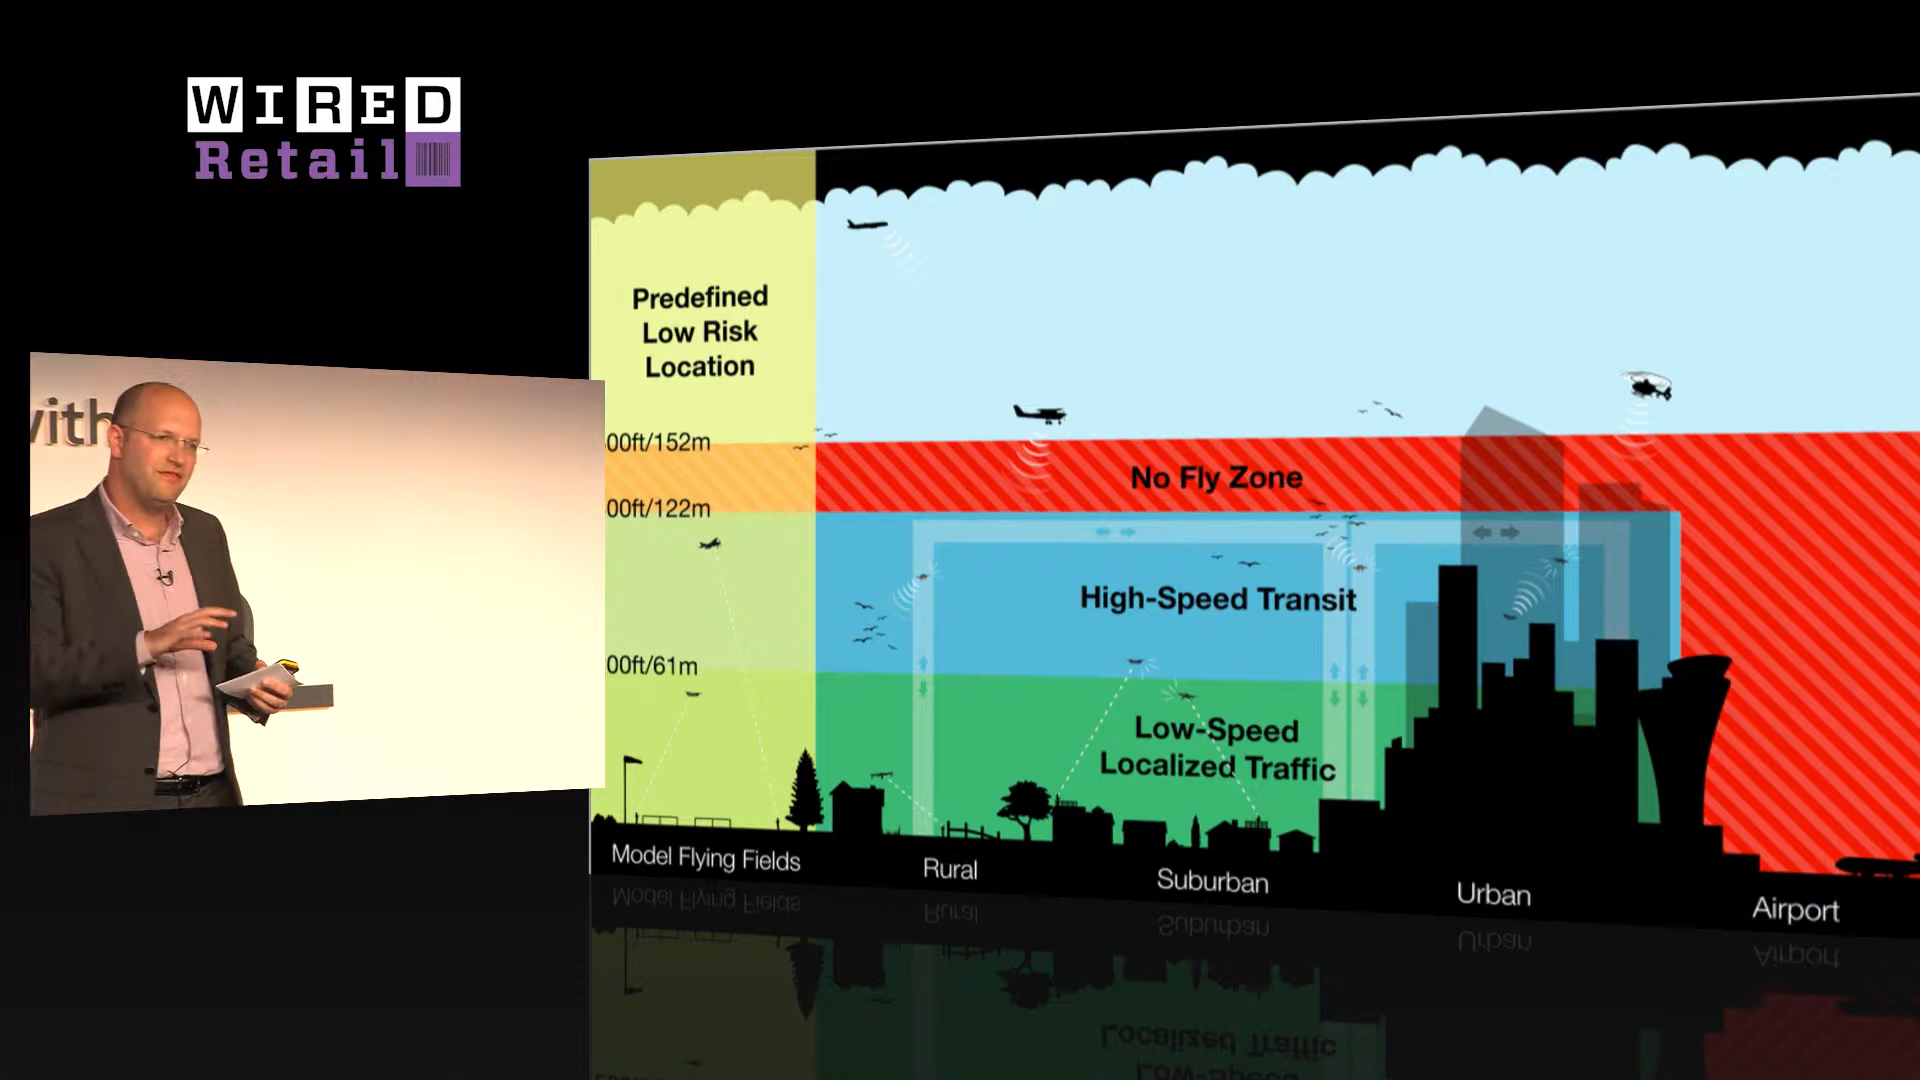 WIRED
Retail
with
Predefined
Low Risk
Location
00ft/152m
No Fly Zone
00ft/122m
High-Speed Transit
00ft/61m
Low-Speed
Localized Traffic
Model Flying Fields
Rural
Suburban
Urban
Airport